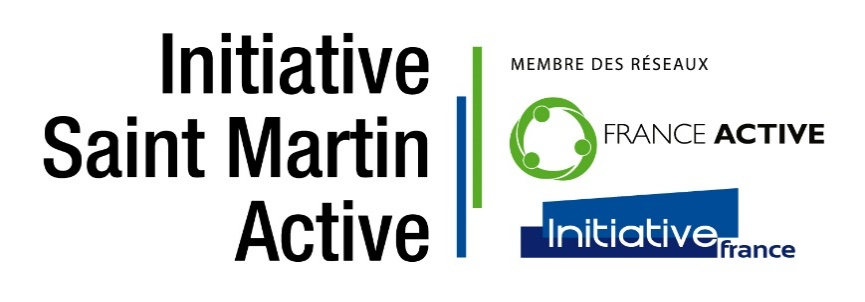 Initiative
Saint Martin
Active
MEMBRE DES RÉSEAUX
FRANCE ACTIVE
Initiative
france